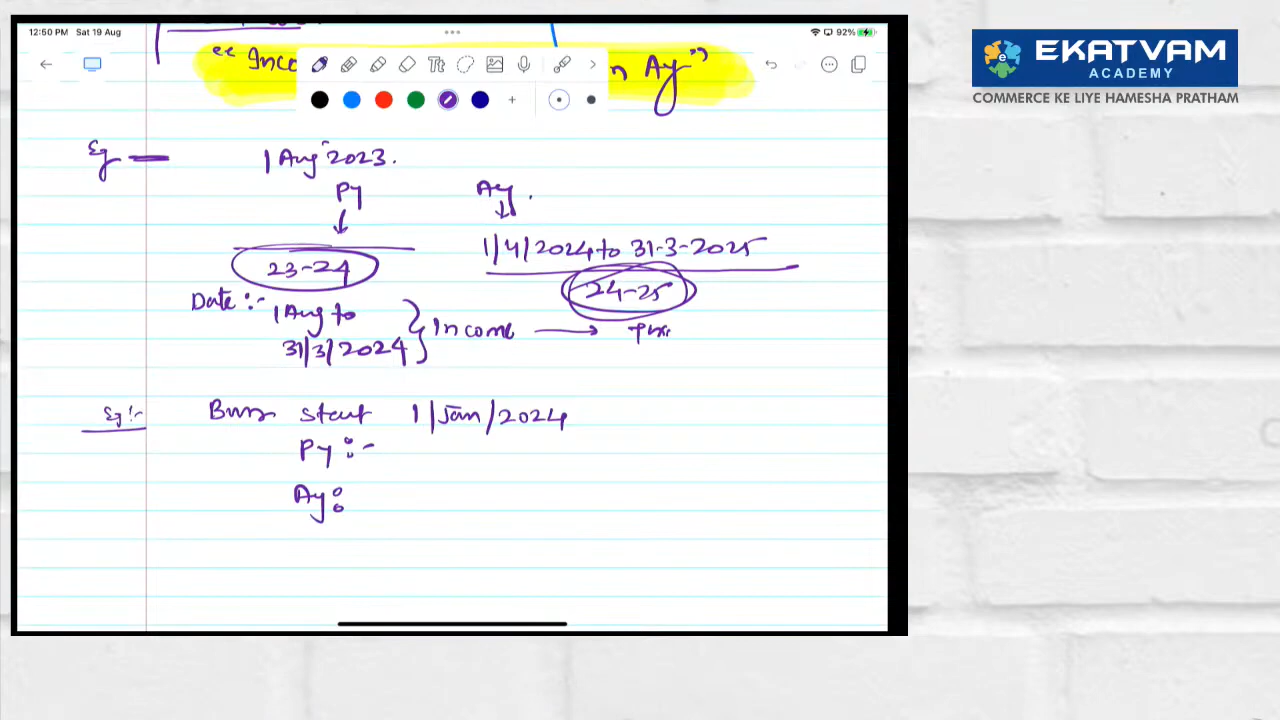 12:50 PM Sat 19 Aug
92%
EKATVAM
ACADEMY
COMMERCE KE LIYE HAMESHA PRATHAM
“ Inco n Ay”
Eg — 1 Aug 2023.
Py Ay.
1/4/2024 to 31-3-2025
23-24
24-25
Date :- 1 Aug to
31/3/2024 } Income → tax
Eg :- Buss start 1/Jan/2024
Py :-
Ay :